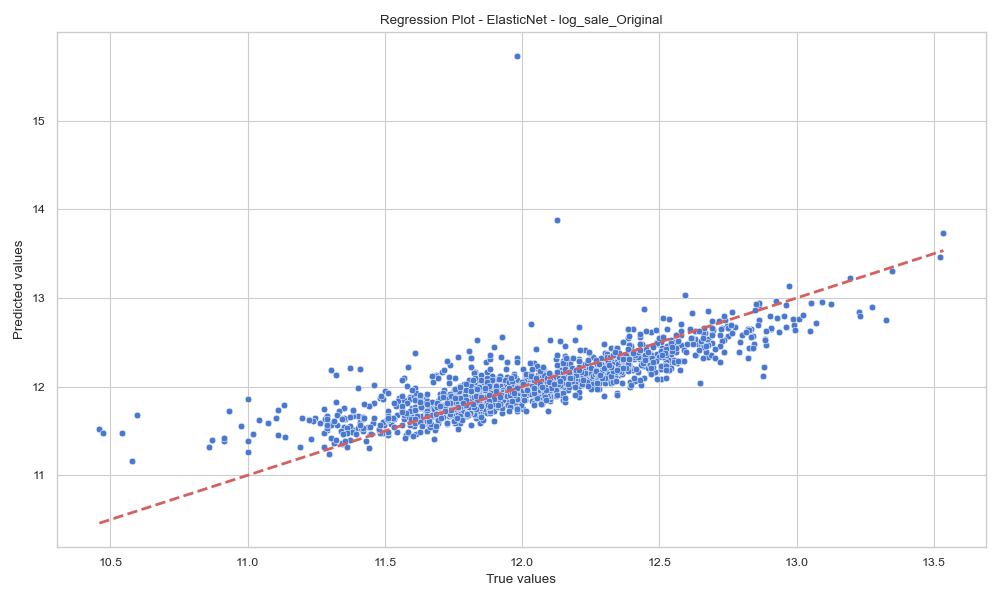 Regression Plot - ElasticNet - log_sale_Original
Predicted values
15
14
13
12
11
10.5 11.0 11.5 12.0 12.5 13.0 13.5
True values